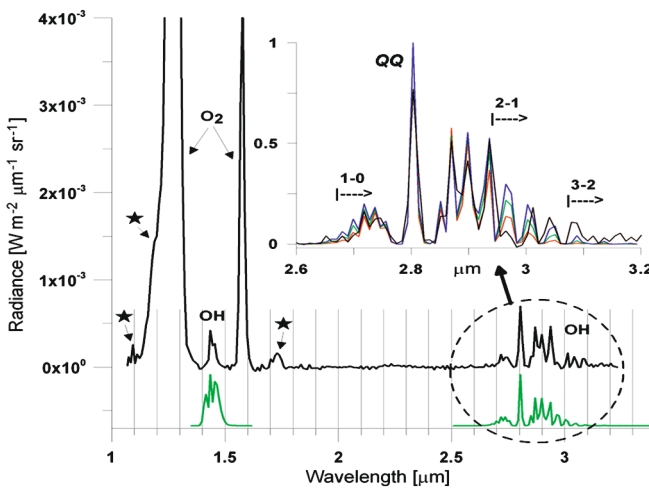 4x10⁻³
3x10⁻³
2x10⁻³
1x10⁻³
0x10⁰
Radiance [W m⁻² μm⁻¹ sr⁻¹]
O₂
★
★
OH
★
OH
1
0.5
0
QQ
1-0
|---->
2-1
|---->
3-2
|---->
2.6 2.8 μm 3 3.2
1 1.5 2 2.5 3
Wavelength [μm]